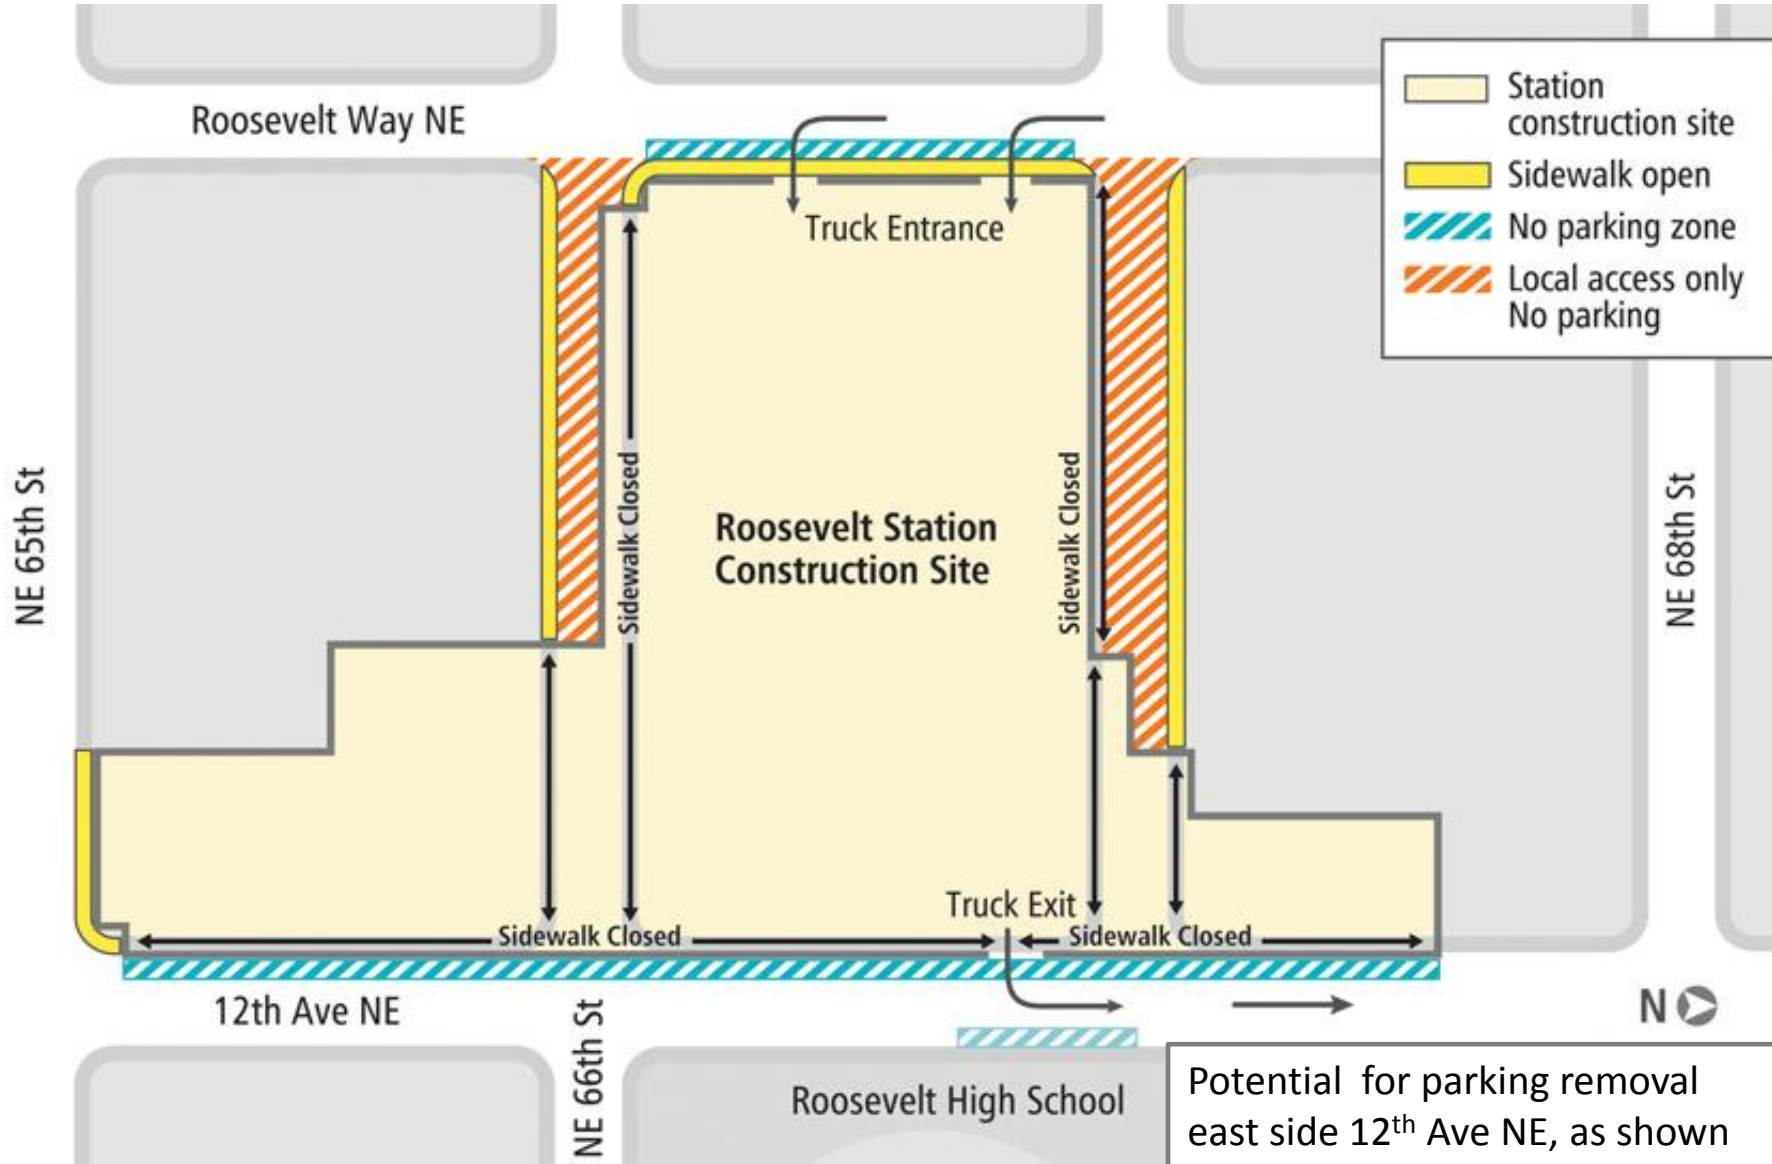 Roosevelt Way NE
Station
construction site
Sidewalk open
No parking zone
Local access only
No parking
Truck Entrance
NE 65th St
Sidewalk Closed
Roosevelt Station
Construction Site
Sidewalk Closed
NE 68th St
Truck Exit
Sidewalk Closed
Sidewalk Closed
12th Ave NE
NE 66th St
N
Roosevelt High School
Potential for parking removal
east side 12th Ave NE, as shown